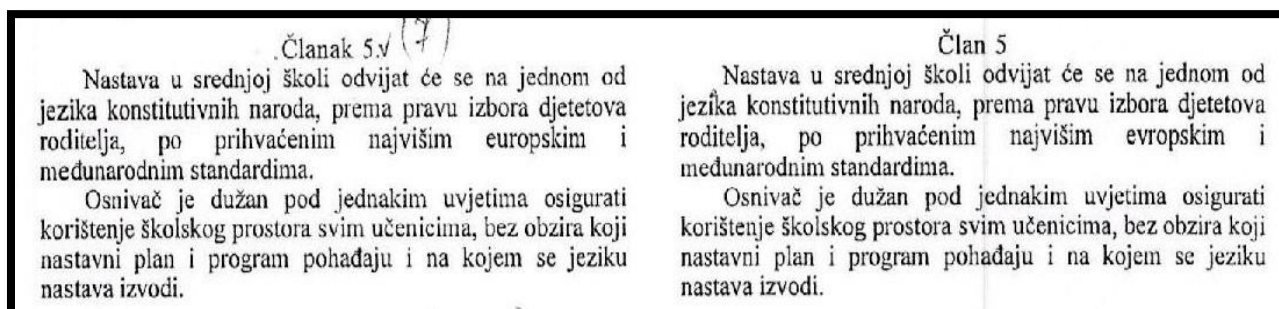 Članak 5.√ (7)
Nastava u srednjoj školi odvijat će se na jednom od
jezika konstitutivnih naroda, prema pravu izbora djetetova
roditelja, po prihvaćenim najvišim europskim i
međunarodnim standardima.
Osnivač je dužan pod jednakim uvjetima osigurati
korištenje školskog prostora svim učenicima, bez obzira koji
nastavni plan i program pohađaju i na kojem se jeziku
nastava izvodi.
Član 5
Nastava u srednjoj školi odvijat će se na jednom od
jezika konstitutivnih naroda, prema pravu izbora djetetova
roditelja, po prihvaćenim najvišim evropskim i
međunarodnim standardima.
Osnivač je dužan pod jednakim uvjetima osigurati
korištenje školskog prostora svim učenicima, bez obzira koji
nastavni plan i program pohađaju i na kojem se jeziku
nastava izvodi.